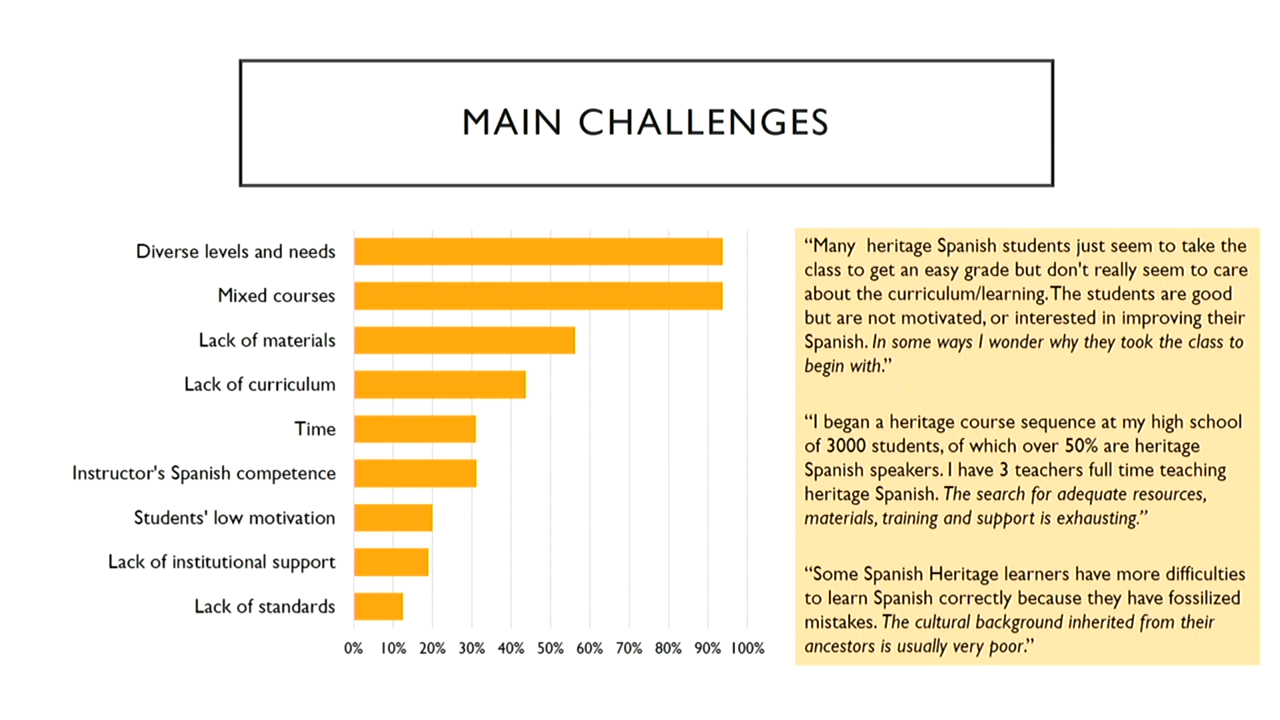 MAIN CHALLENGES
Diverse levels and needs
Mixed courses
Lack of materials
Lack of curriculum
Time
Instructor's Spanish competence
Students' low motivation
Lack of institutional support
Lack of standards
0% 10% 20% 30% 40% 50% 60% 70% 80% 90% 100%
“Many heritage Spanish students just seem to take the
class to get an easy grade but don't really seem to care
about the curriculum/learning. The students are good
but are not motivated, or interested in improving their
Spanish. In some ways I wonder why they took the class to
begin with.”
“I began a heritage course sequence at my high school
of 3000 students, of which over 50% are heritage
Spanish speakers. I have 3 teachers full time teaching
heritage Spanish. The search for adequate resources,
materials, training and support is exhausting.”
“Some Spanish Heritage learners have more difficulties
to learn Spanish correctly because they have fossilized
mistakes. The cultural background inherited from their
ancestors is usually very poor.”